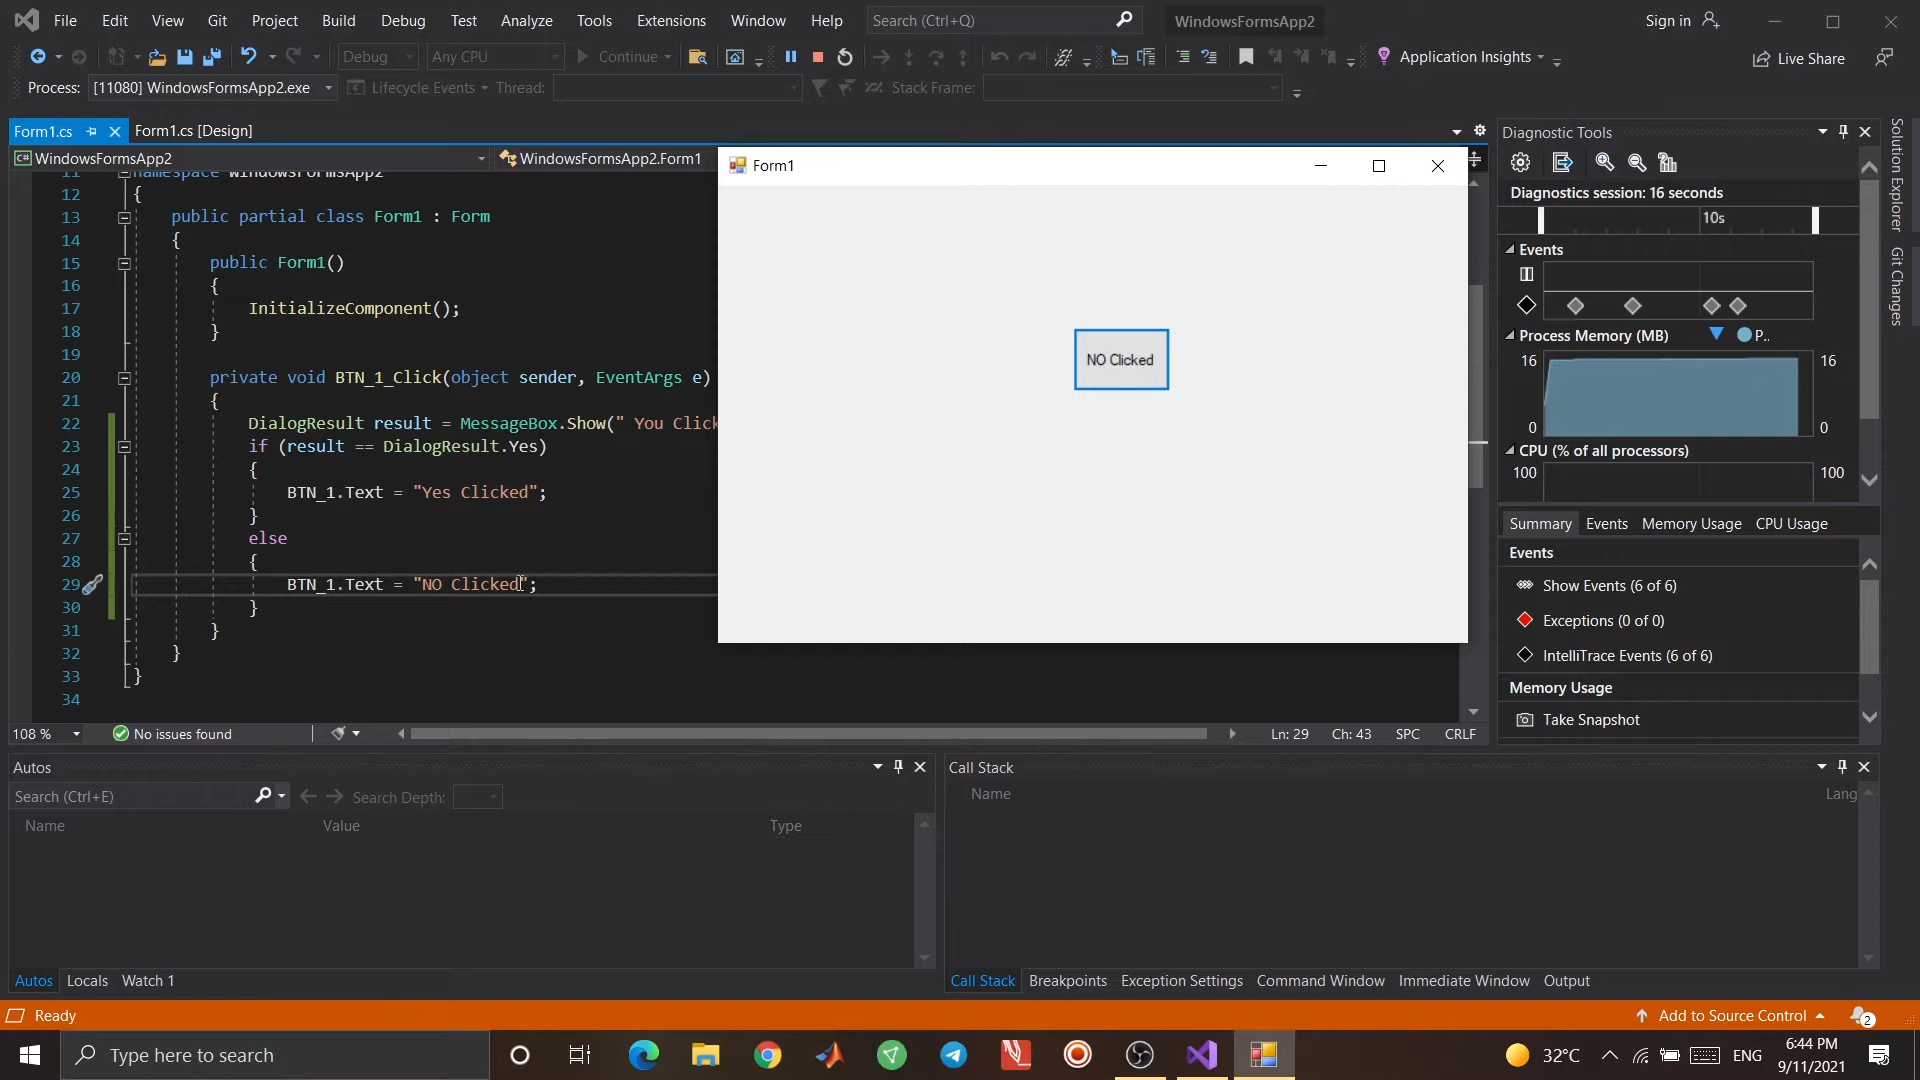 File Edit View Git Project Build Debug Test Analyze Tools Extensions Window Help Search (Ctrl+Q) WindowsFormsApp2 Sign in
Debug Any CPU Continue Application Insights Live Share
Process: [11080] WindowsFormsApp2.exe Lifecycle Events Thread: Stack Frame:
Form1.cs Form1.cs [Design]
WindowsFormsApp2 WindowsFormsApp2.Form1
11 namespace WindowsFormsApp2
12 {
13 public partial class Form1 : Form
14 {
15 public Form1()
16 {
17 InitializeComponent();
18 }
19
20 private void BTN_1_Click(object sender, EventArgs e)
21 {
22 DialogResult result = MessageBox.Show(" You Click
23 if (result == DialogResult.Yes)
24 {
25 BTN_1.Text = "Yes Clicked";
26 }
27 else
28 {
29 BTN_1.Text = "NO Clicked";
30 }
31 }
32 }
33 }
34
108 % No issues found Ln: 29 Ch: 43 SPC CRLF
Form1
NO Clicked
Diagnostic Tools
Diagnostics session: 16 seconds
10s
Events
Process Memory (MB) P..
16 16
0 0
CPU (% of all processors)
100 100
Summary Events Memory Usage CPU Usage
Events
Show Events (6 of 6)
Exceptions (0 of 0)
IntelliTrace Events (6 of 6)
Memory Usage
Take Snapshot
Solution Explorer
Git Changes
Autos
Search (Ctrl+E) Search Depth:
Name Value Type
Autos Locals Watch 1
Call Stack
Name Lang
Call Stack Breakpoints Exception Settings Command Window Immediate Window Output
Ready Add to Source Control 2
Type here to search 32°C ENG 6:44 PM
9/11/2021